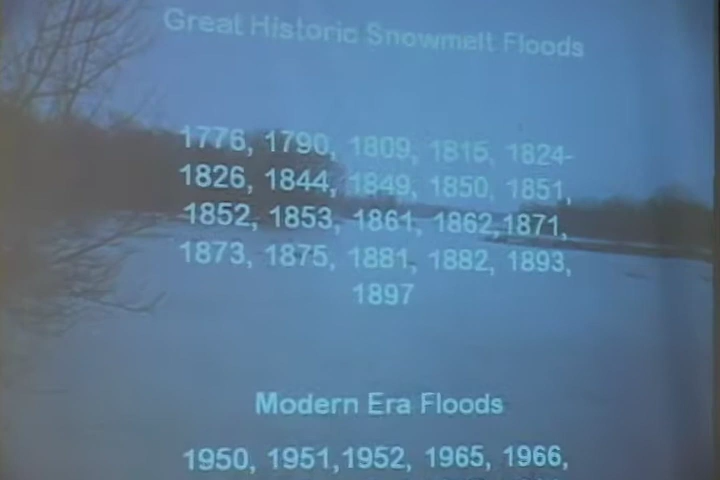 Great Historic Snowmelt Floods
1776, 1790, 1809, 1815, 1824-
1826, 1844, 1849, 1850, 1851,
1852, 1853, 1861, 1862,1871,
1873, 1875, 1881, 1882, 1893,
1897
Modern Era Floods
1950, 1951,1952, 1965, 1966,